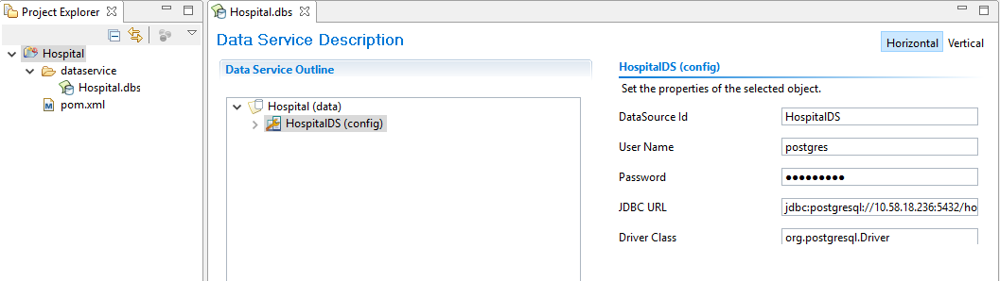 Project Explorer
Hospital
dataservice
Hospital.dbs
pom.xml
Hospital.dbs
Data Service Description
Horizontal Vertical
Data Service Outline
Hospital (data)
HospitalDS (config)
HospitalDS (config)
Set the properties of the selected object.
DataSource Id HospitalDS
User Name postgres
Password ●●●●●●●●●
JDBC URL jdbc:postgresql://10.58.18.236:5432/ho
Driver Class org.postgresql.Driver